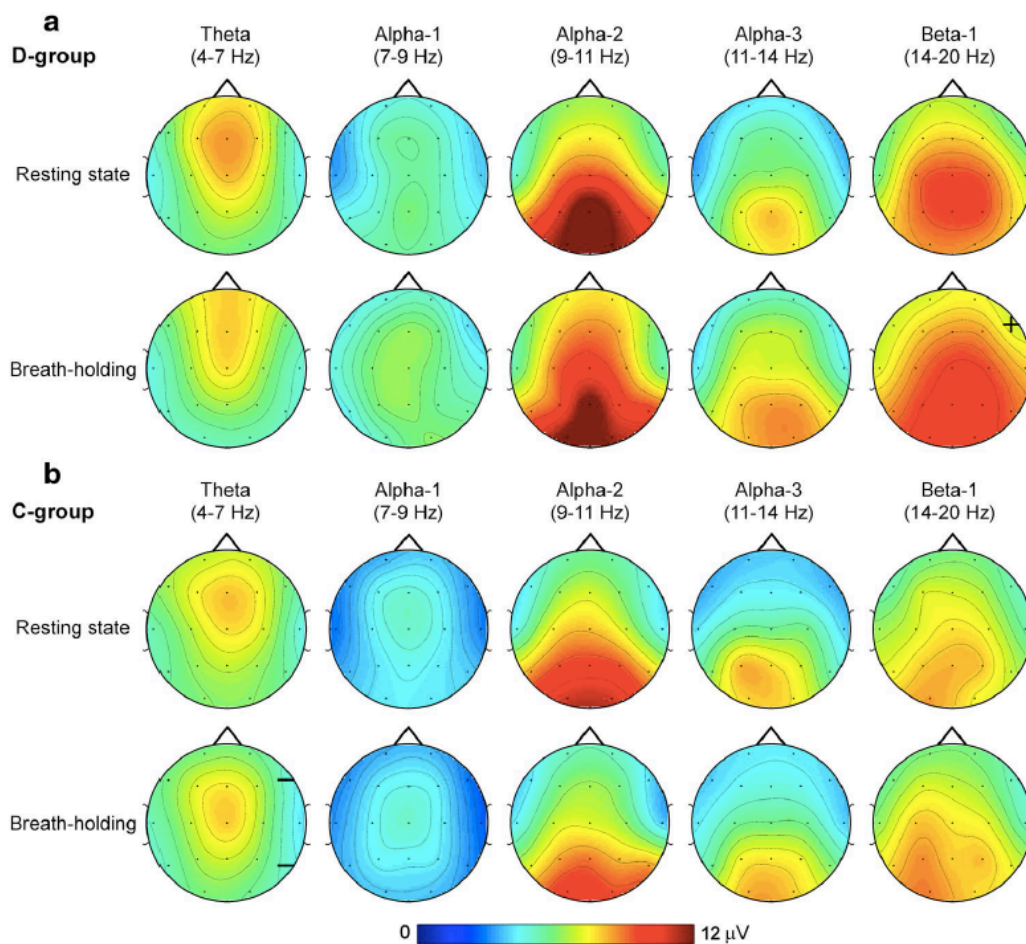 a
D-group
Theta Alpha-1 Alpha-2 Alpha-3 Beta-1
(4-7 Hz) (7-9 Hz) (9-11 Hz) (11-14 Hz) (14-20 Hz)
Resting state
Breath-holding
b
C-group
Theta Alpha-1 Alpha-2 Alpha-3 Beta-1
(4-7 Hz) (7-9 Hz) (9-11 Hz) (11-14 Hz) (14-20 Hz)
Resting state
Breath-holding
0 12 μV